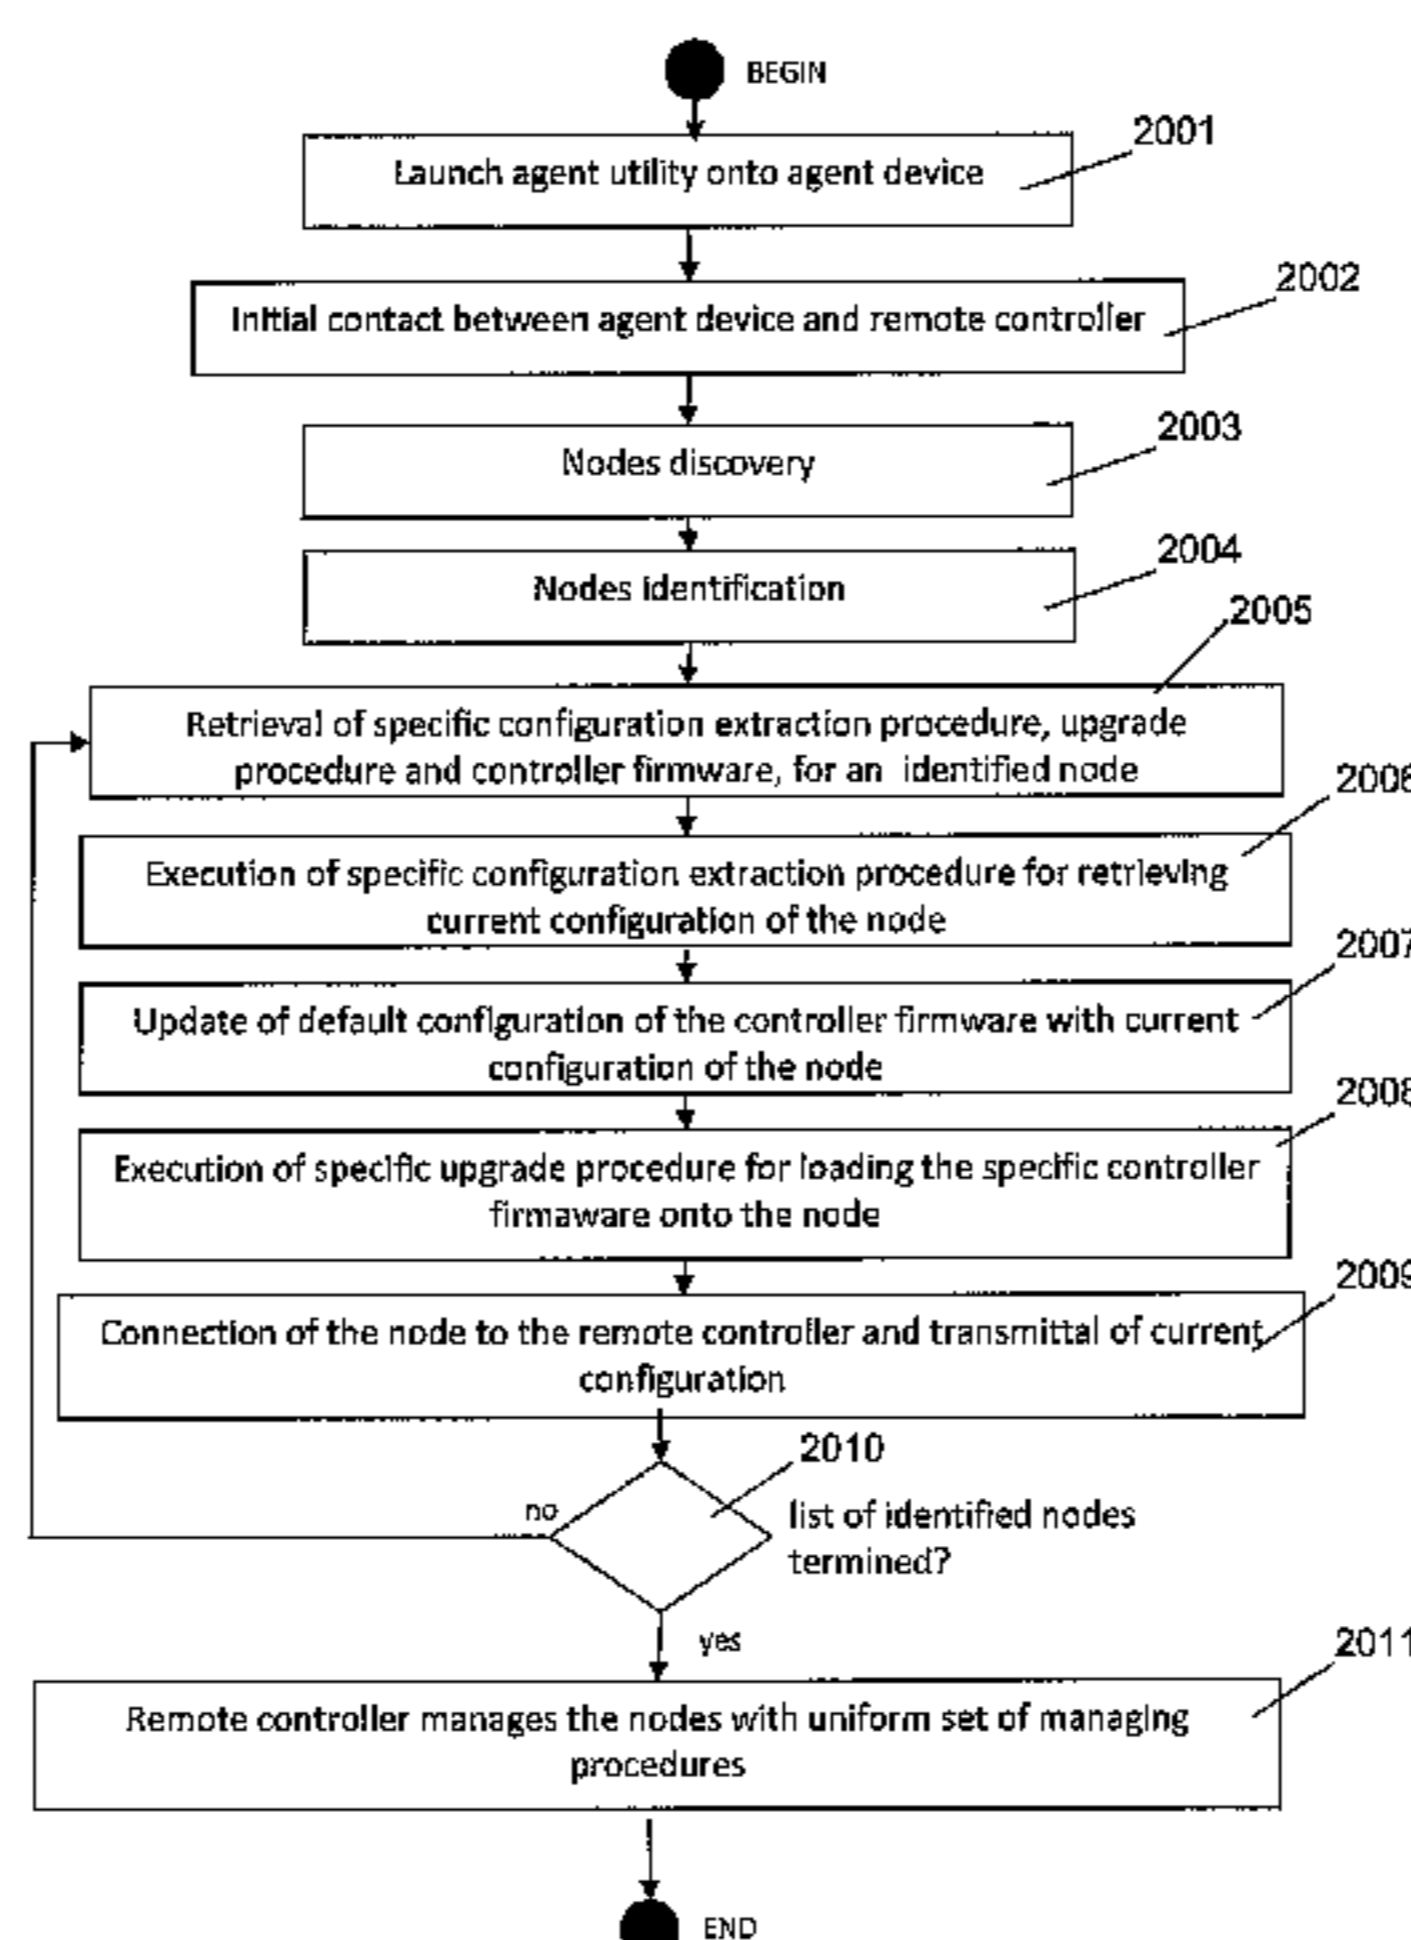 BEGIN
2001
Launch agent utility onto agent device
2002
Initial contact between agent device and remote controller
2003
Nodes discovery
2004
Nodes identification
2005
Retrieval of specific configuration extraction procedure, upgrade
procedure and controller firmware, for an identified node
2006
Execution of specific configuration extraction procedure for retrieving
current configuration of the node
2007
Update of default configuration of the controller firmware with current
configuration of the node
2008
Execution of specific upgrade procedure for loading the specific controller
firmaware onto the node
2009
Connection of the node to the remote controller and transmittal of current
configuration
2010
no
list of identified nodes
termined?
yes
2011
Remote controller manages the nodes with uniform set of managing
procedures
END